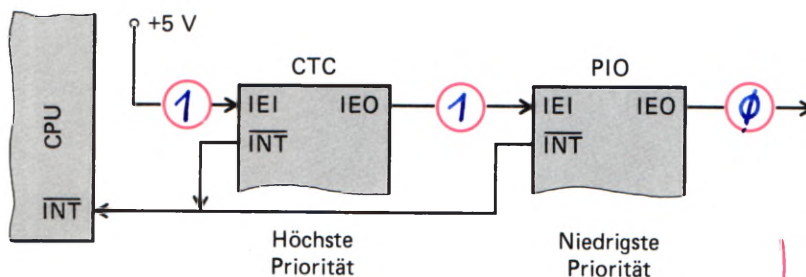 +5 V
CTC
PIO
1
IEI
IEO
1
IEI
IEO
Ø
CPU
INT
INT
INT
Höchste
Priorität
Niedrigste
Priorität